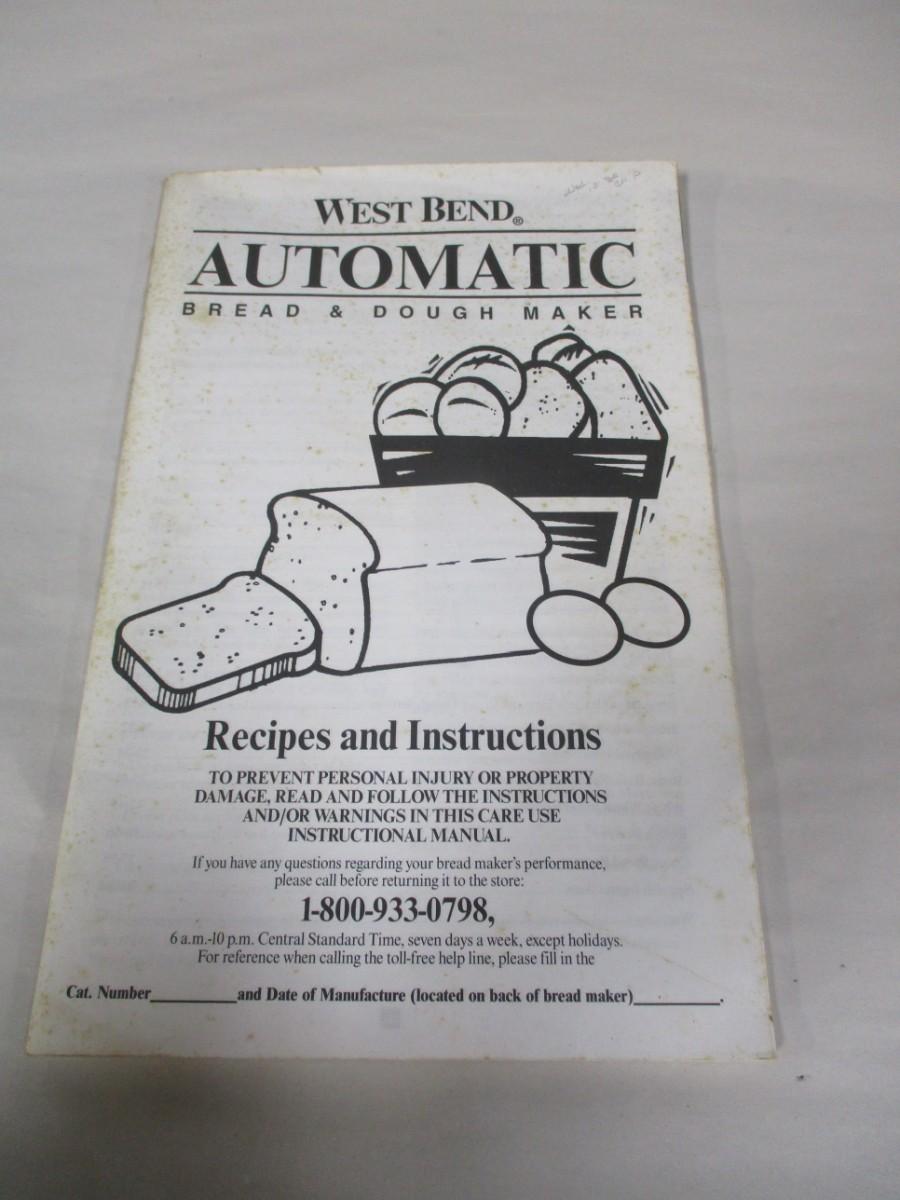 WEST BEND®
AUTOMATIC
BREAD & DOUGH MAKER
Recipes and Instructions
TO PREVENT PERSONAL INJURY OR PROPERTY
DAMAGE, READ AND FOLLOW THE INSTRUCTIONS
AND/OR WARNINGS IN THIS CARE USE
INSTRUCTIONAL MANUAL.
If you have any questions regarding your bread maker's performance,
please call before returning it to the store:
1-800-933-0798,
6 a.m.-10 p.m. Central Standard Time, seven days a week, except holidays.
For reference when calling the toll-free help line, please fill in the
Cat. Number__________and Date of Manufacture (located on back of bread maker)__________.